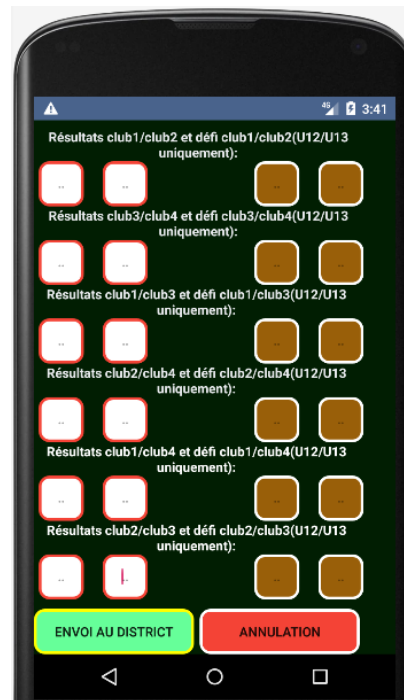 4G 3:41
Résultats club1/club2 et défi club1/club2(U12/U13
uniquement):
.. .. .. ..
Résultats club3/club4 et défi club3/club4(U12/U13
uniquement):
.. .. .. ..
Résultats club1/club3 et défi club1/club3(U12/U13
uniquement):
.. .. .. ..
Résultats club2/club4 et défi club2/club4(U12/U13
uniquement):
.. .. .. ..
Résultats club1/club4 et défi club1/club4(U12/U13
uniquement):
.. .. .. ..
Résultats club2/club3 et défi club2/club3(U12/U13
uniquement):
.. .. .. ..
ENVOI AU DISTRICT ANNULATION